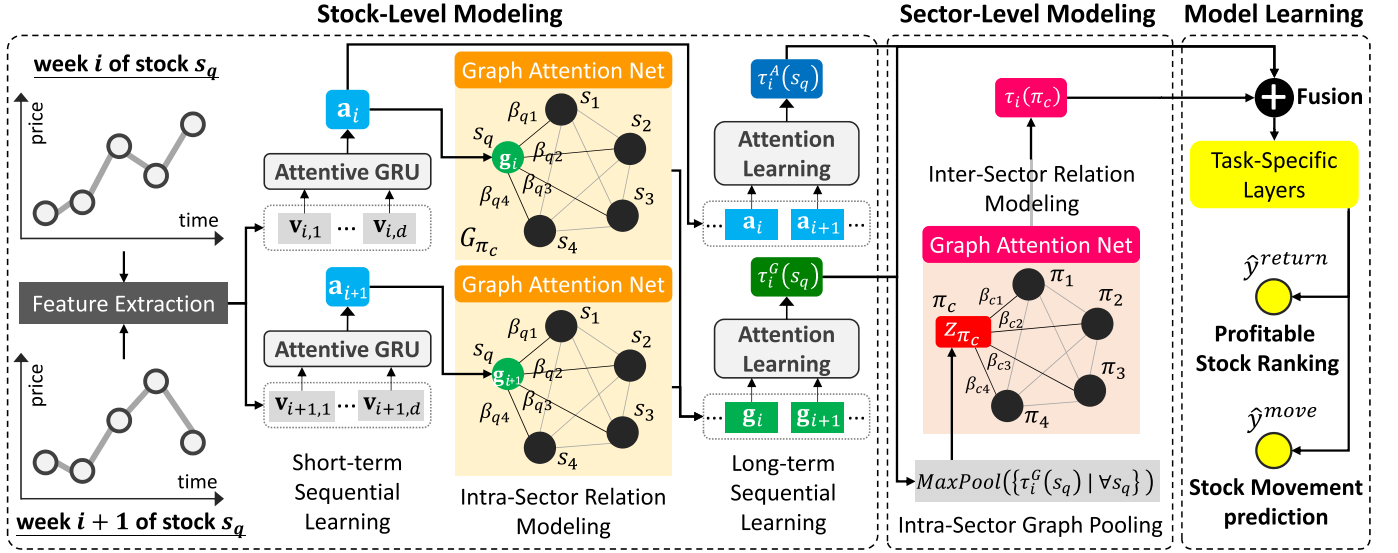 Stock-Level Modeling
Sector-Level Modeling
Model Learning
week i of stock s_q
price
time
Feature Extraction
price
time
week i + 1 of stock s_q
a_i
Attentive GRU
v_{i,1} ⋯ v_{i,d}
a_{i+1}
Attentive GRU
v_{i+1,1} ⋯ v_{i+1,d}
Short-term
Sequential
Learning
Graph Attention Net
s_1
β_{q1}
s_2
s_q
g_i
β_{q2}
β_{q3}
s_3
β_{q4}
s_4
G_{π_c}
Graph Attention Net
s_1
β_{q1}
s_2
s_q
g_{i+1}
β_{q2}
β_{q3}
s_3
β_{q4}
s_4
Intra-Sector Relation
Modeling
τ_i^A(s_q)
Attention
Learning
⋯ a_i a_{i+1} ⋯
τ_i^G(s_q)
Attention
Learning
⋯ g_i g_{i+1} ⋯
Long-term
Sequential
Learning
τ_i(π_c)
Inter-Sector Relation
Modeling
Graph Attention Net
π_1
π_c
β_{c1}
π_2
z_{π_c}
β_{c2}
β_{c3}
π_3
β_{c4}
π_4
MaxPool({τ_i^G(s_q) | ∀s_q})
Intra-Sector Graph Pooling
+ Fusion
Task-Specific
Layers
ŷ^{return}
Profitable
Stock Ranking
ŷ^{move}
Stock Movement
prediction